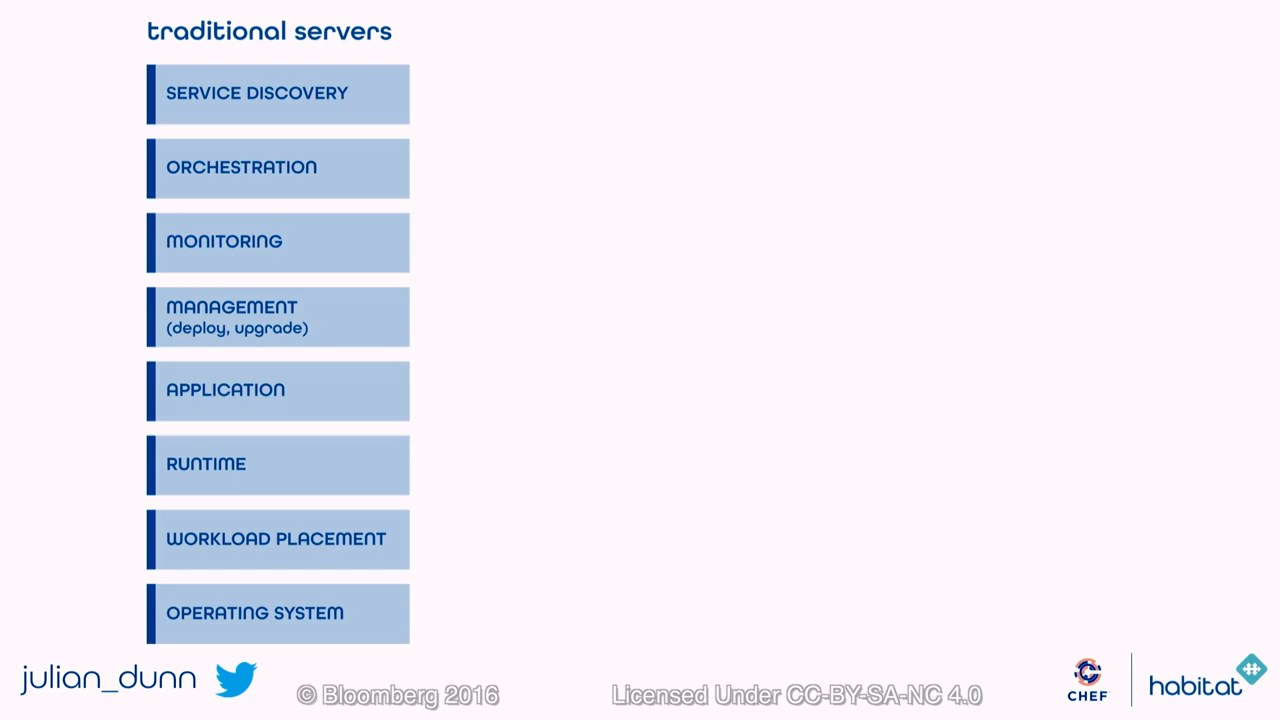 traditional servers
SERVICE DISCOVERY
ORCHESTRATION
MONITORING
MANAGEMENT
(deploy, upgrade)
APPLICATION
RUNTIME
WORKLOAD PLACEMENT
OPERATING SYSTEM
julian_dunn
© Bloomberg 2016
Licensed Under CC-BY-SA-NC 4.0
CHEF
habitat